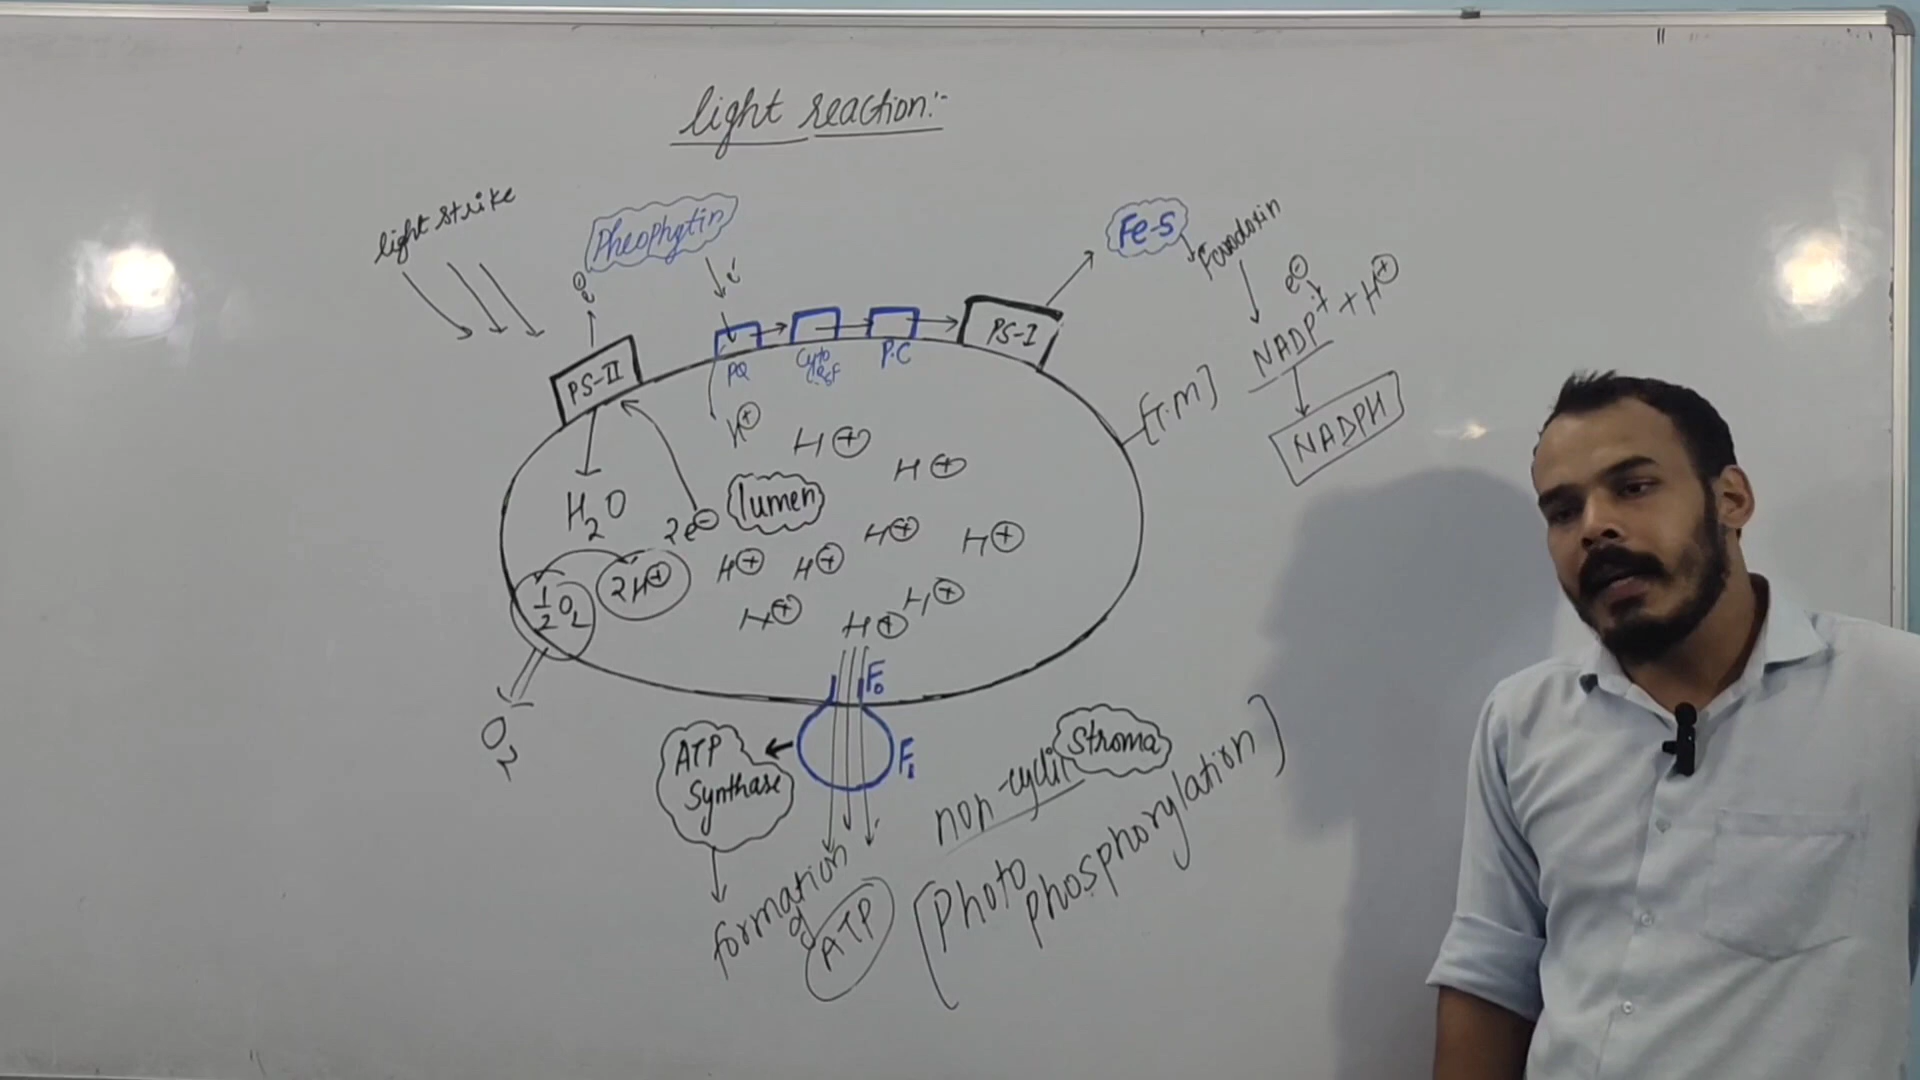 light reaction:-
light strike
Pheophytin
e⊖
e⁻
Fe-S
e⊖
NADP⁺ + H⊕
NADPH
PS-II
PQ
Cyto
P.C
PS-I
[T.M]
H⊕
H⊕
H⊕
H₂O
2e⊖
lumen
H⊕
H⊕
H⊕
H⊕
1/2 O₂
2H⊕
H⊕
H⊕
H⊕
F₀
O₂
ATP
Synthase
F₁
Stroma
non-cyclic
[Photo
phosphorylation]
formation
of
ATP